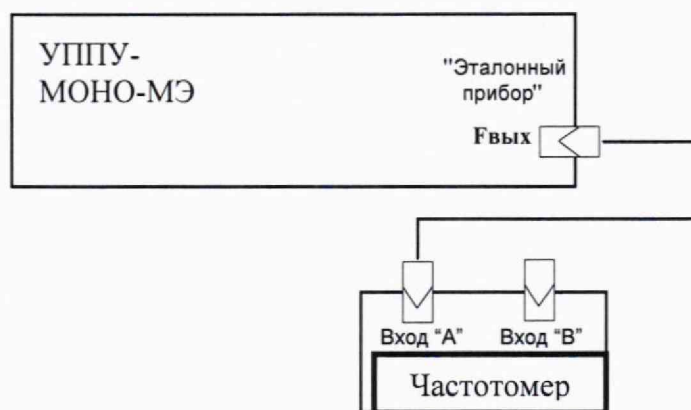 УППУ-
МОНО-МЭ
"Эталонный
прибор"
Fвых
Вход “А”
Вход “В”
Частотомер